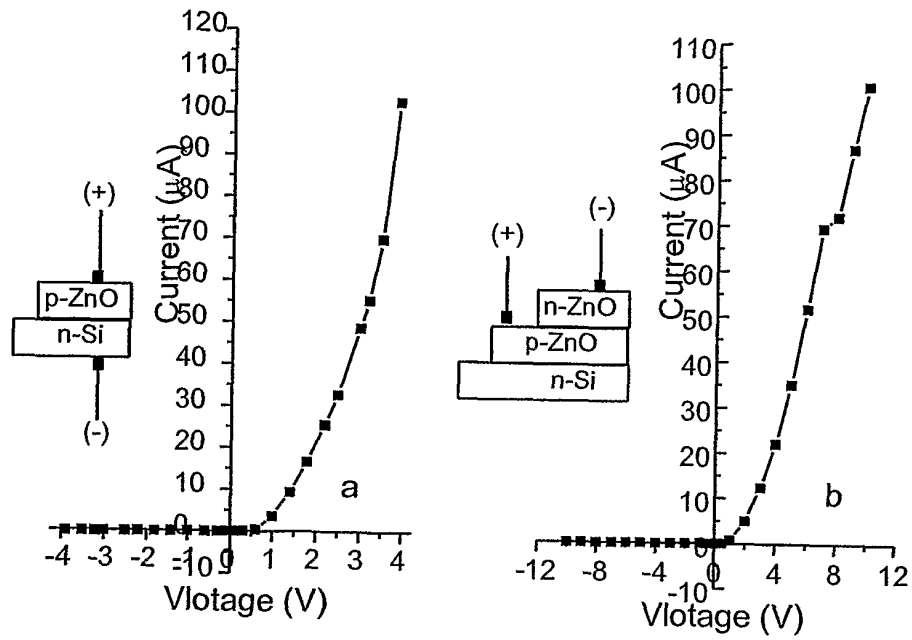 120
110
100
90
80
70
60
50
40
30
20
10
0
-10
Current (µA)
-4 -3 -2 -1 0 1 2 3 4
Vlotage (V)
a
(+)
p-ZnO
n-Si
(-)
110
100
90
80
70
60
50
40
30
20
10
0
-10
Current (µA)
-12 -8 -4 0 4 8 12
Vlotage (V)
b
(+)
(-)
n-ZnO
p-ZnO
n-Si